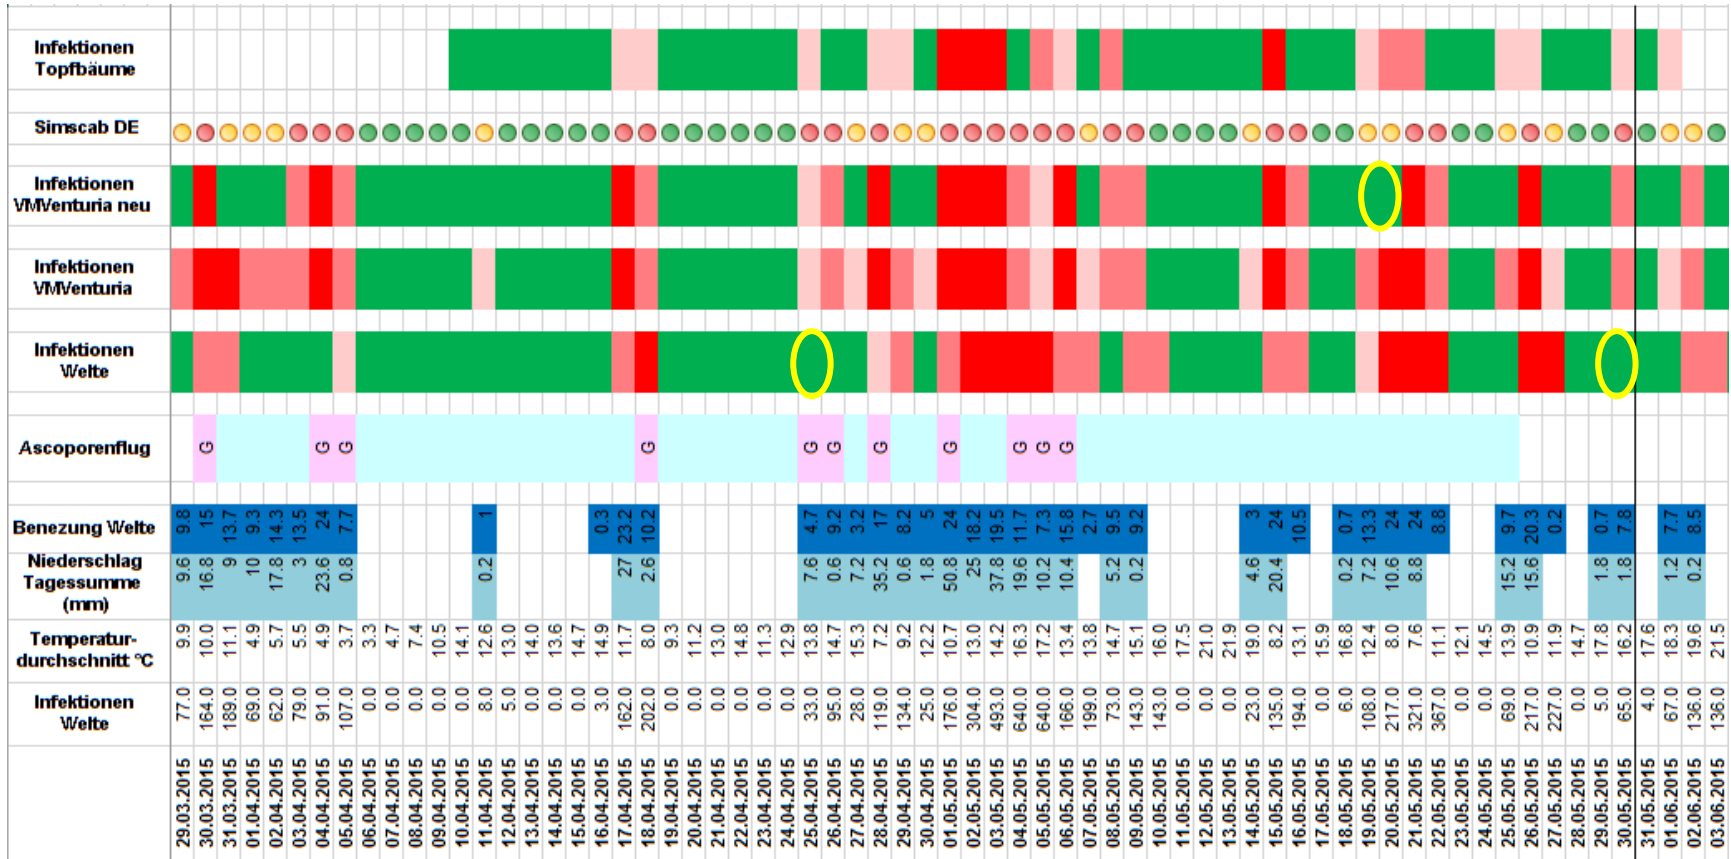 Infektionen
Topfbäume
Simscab DE
Infektionen
VMVenturia neu
Infektionen
VMVenturia
Infektionen
Welte
Ascoporenflug G G G G G G G G G G G
Benezung Welte 9.8 15 13.7 9.3 14.3 13.5 24 7.7 1 0.3 23.2 10.2 4.7 9.2 3.2 17 8.2 5 24 18.2 19.5 11.7 7.3 15.8 2.7 9.5 9.2 3 24 10.5 0.7 13.3 24 24 8.8 9.7 20.3 0.2 0.7 7.8 7.7 8.5
Niederschlag
Tagessumme
(mm)
9.6 16.8 9 10 17.8 3 23.6 0.8 0.2 27 2.6 7.6 0.6 7.2 35.2 0.6 1.8 50.8 25 37.8 19.6 10.2 10.4 5.2 0.2 4.6 20.4 0.2 7.2 10.6 8.8 15.2 15.6 1.8 1.8 1.2 0.2
Temperatur-
durchschnitt °C
9.9 10.0 11.1 4.9 5.7 5.5 4.9 3.7 3.3 4.7 7.4 10.5 14.1 12.6 13.0 14.0 13.6 14.7 14.9 11.7 8.0 9.3 11.2 13.0 14.8 11.3 12.9 13.8 14.7 15.3 7.2 9.2 12.2 10.7 13.0 14.2 16.3 17.2 13.4 13.8 14.7 15.1 16.0 17.5 21.0 21.9 19.0 8.2 13.1 15.9 16.8 12.4 8.0 7.6 11.1 12.1 14.5 13.9 10.9 11.9 14.7 17.8 16.2 17.6 18.3 19.6 21.5
Infektionen
Welte
77.0 164.0 189.0 69.0 62.0 79.0 91.0 107.0 0.0 0.0 0.0 0.0 0.0 8.0 5.0 0.0 0.0 0.0 3.0 162.0 202.0 0.0 0.0 0.0 0.0 0.0 0.0 33.0 95.0 28.0 119.0 134.0 25.0 176.0 304.0 493.0 640.0 640.0 166.0 199.0 73.0 143.0 143.0 0.0 0.0 0.0 23.0 135.0 194.0 0.0 6.0 108.0 217.0 321.0 367.0 0.0 0.0 69.0 217.0 227.0 0.0 5.0 65.0 4.0 67.0 136.0 136.0
29.03.2015 30.03.2015 31.03.2015 01.04.2015 02.04.2015 03.04.2015 04.04.2015 05.04.2015 06.04.2015 07.04.2015 08.04.2015 09.04.2015 10.04.2015 11.04.2015 12.04.2015 13.04.2015 14.04.2015 15.04.2015 16.04.2015 17.04.2015 18.04.2015 19.04.2015 20.04.2015 21.04.2015 22.04.2015 23.04.2015 24.04.2015 25.04.2015 26.04.2015 27.04.2015 28.04.2015 29.04.2015 30.04.2015 01.05.2015 02.05.2015 03.05.2015 04.05.2015 05.05.2015 06.05.2015 07.05.2015 08.05.2015 09.05.2015 10.05.2015 11.05.2015 12.05.2015 13.05.2015 14.05.2015 15.05.2015 16.05.2015 17.05.2015 18.05.2015 19.05.2015 20.05.2015 21.05.2015 22.05.2015 23.05.2015 24.05.2015 25.05.2015 26.05.2015 27.05.2015 28.05.2015 29.05.2015 30.05.2015 31.05.2015 01.06.2015 02.06.2015 03.06.2015